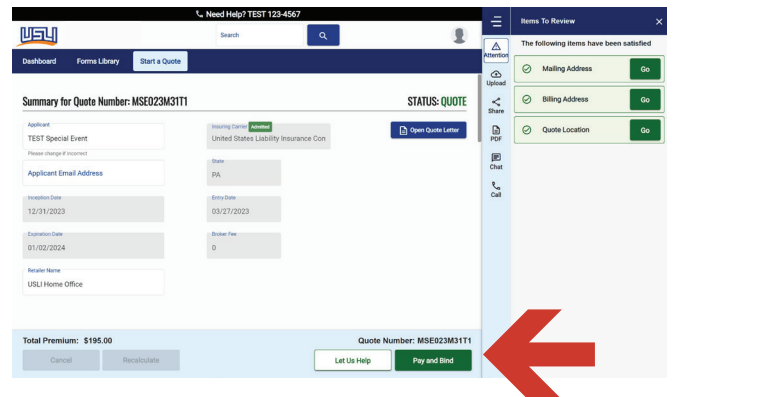 Need Help? TEST 123-4567
USLI
Search
Dashboard
Forms Library
Start a Quote
Summary for Quote Number: MSE023M31T1
STATUS: QUOTE
Applicant
TEST Special Event
Please change if incorrect
Applicant Email Address
Inception Date
12/31/2023
Expiration Date
01/02/2024
Retailer Name
USLI Home Office
Insuring Carrier Admitted
United States Liability Insurance Con
State
PA
Entry Date
03/27/2023
Broker Fee
0
Open Quote Letter
Total Premium: $195.00
Quote Number: MSE023M31T1
Cancel
Recalculate
Let Us Help
Pay and Bind
Attention
Upload
Share
PDF
Chat
Call
Items To Review
The following items have been satisfied
Mailing Address
Go
Billing Address
Go
Quote Location
Go